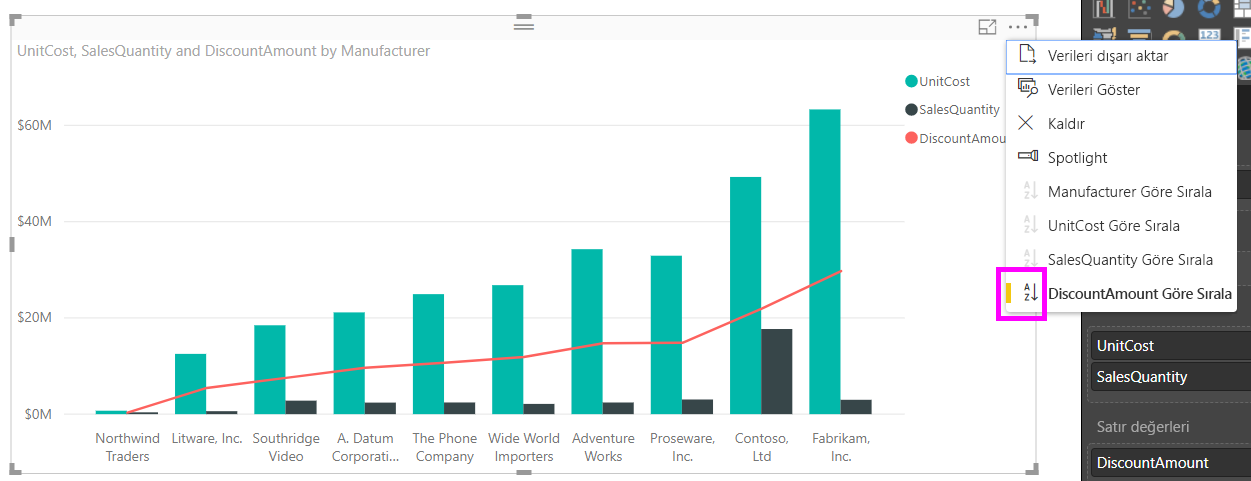 UnitCost, SalesQuantity and DiscountAmount by Manufacturer
UnitCost
SalesQuantity
DiscountAmou
$60M
$40M
$20M
$0M
Northwind Traders
Litware, Inc.
Southridge Video
A. Datum Corporati...
The Phone Company
Wide World Importers
Adventure Works
Proseware, Inc.
Contoso, Ltd
Fabrikam, Inc.
Verileri dışarı aktar
Verileri Göster
Kaldır
Spotlight
Manufacturer Göre Sırala
UnitCost Göre Sırala
SalesQuantity Göre Sırala
DiscountAmount Göre Sırala
123
UnitCost
SalesQuantity
Satır değerleri
DiscountAmount